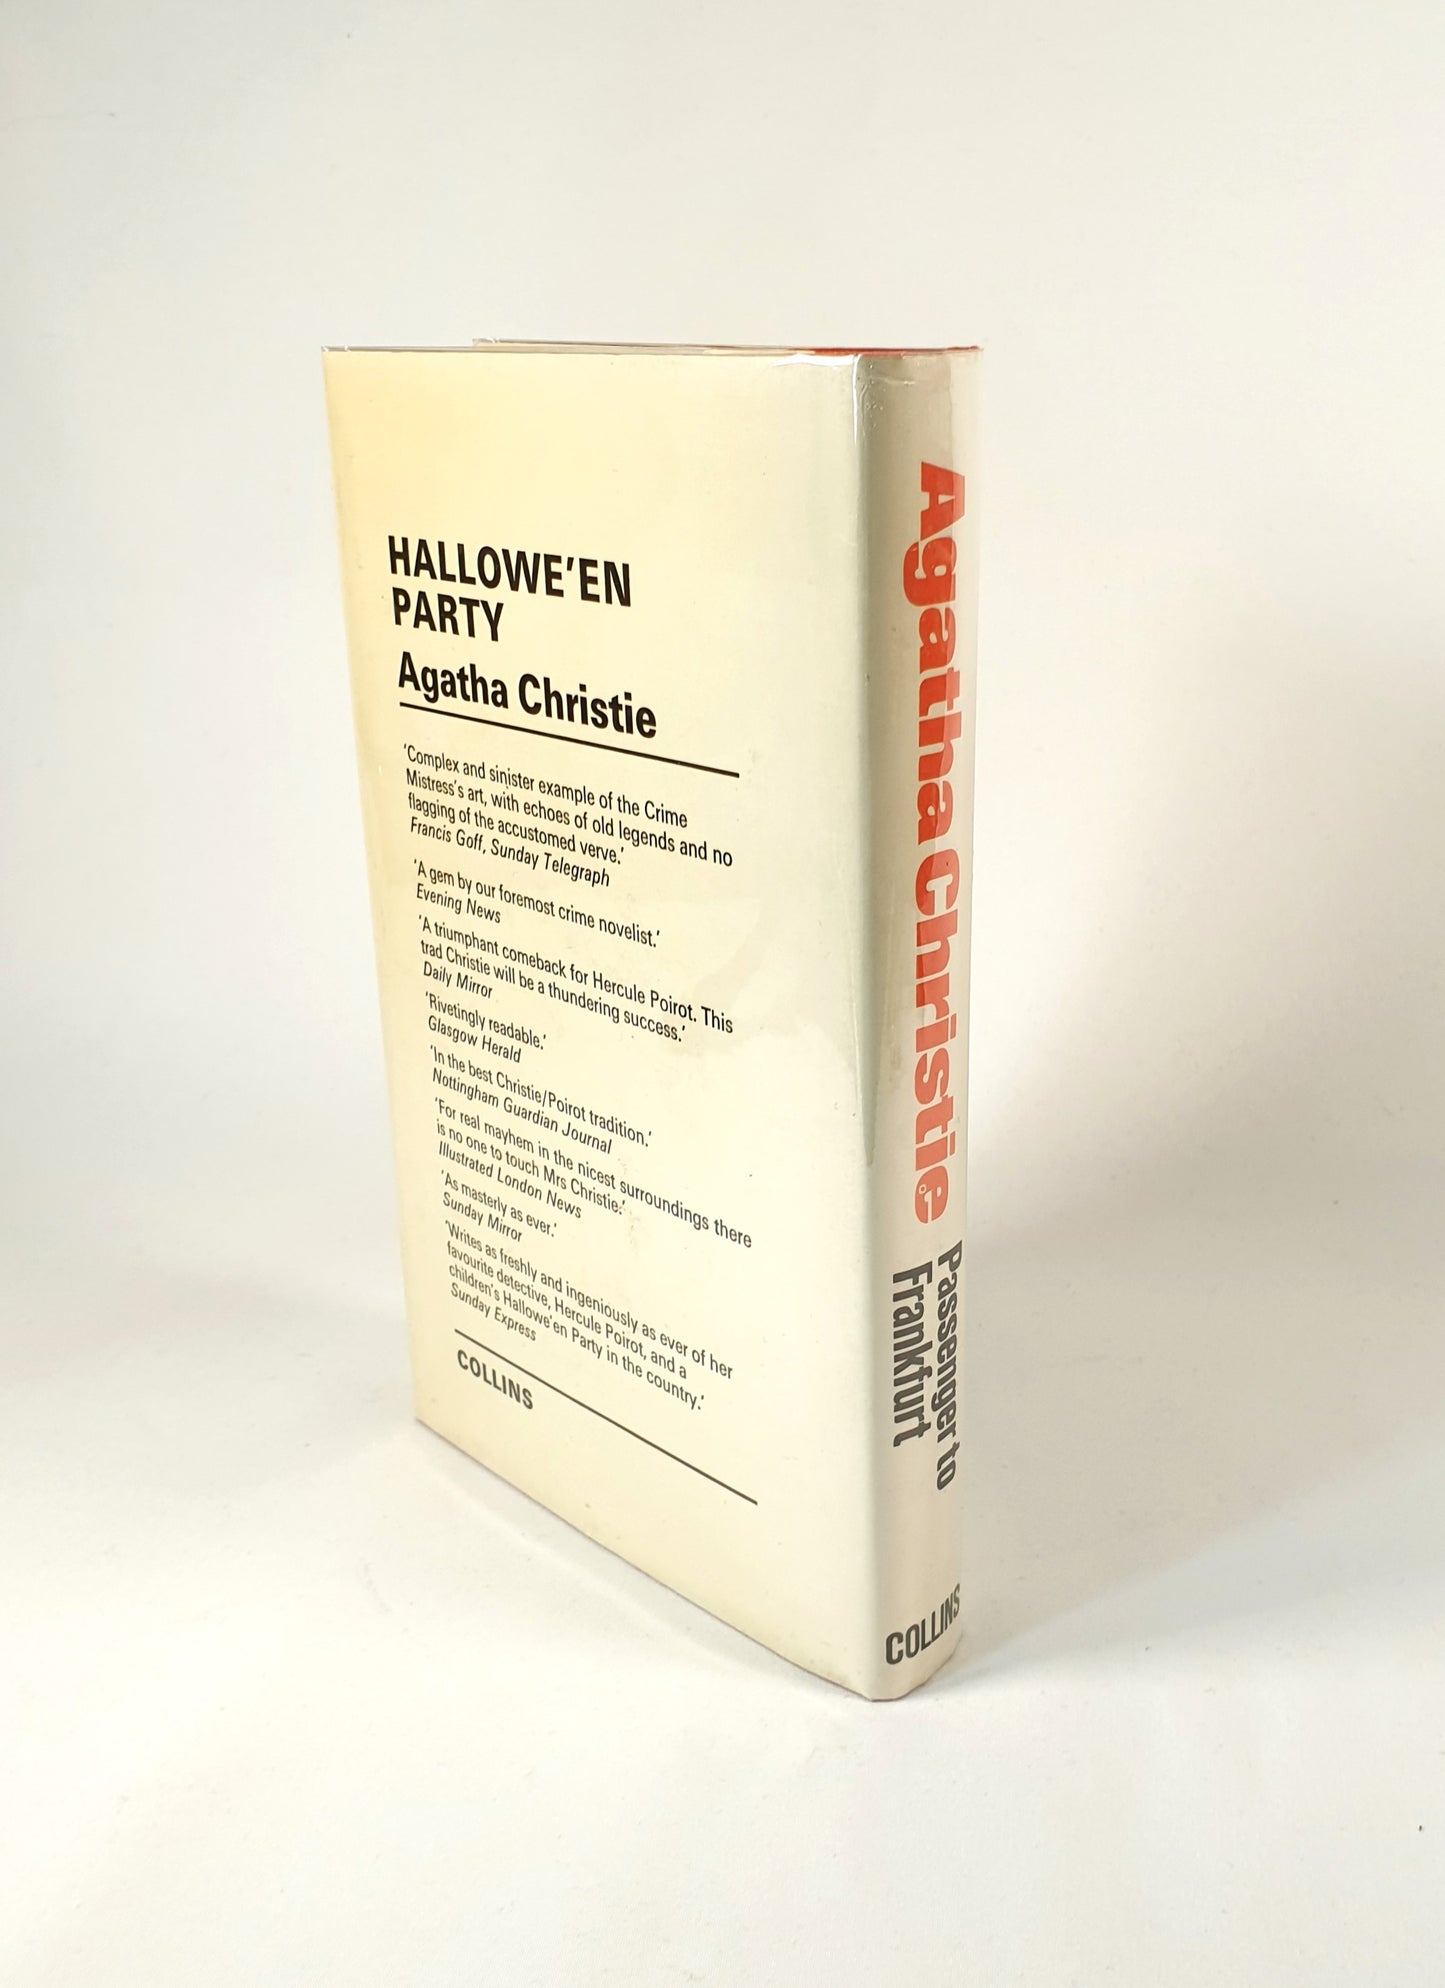 HALLOWE'EN
PARTY
Agatha Christie
'Complex and sinister example of the Crime
Mistress's art, with echoes of old legends and no
flagging of the accustomed verve.'
Francis Goff, Sunday Telegraph
'A gem by our foremost crime novelist.'
Evening News
'A triumphant comeback for Hercule Poirot. This
trad Christie will be a thundering success.'
Daily Mirror
'Rivetingly readable.'
Glasgow Herald
'In the best Christie/Poirot tradition.'
Nottingham Guardian Journal
'For real mayhem in the nicest surroundings there
is no one to touch Mrs Christie.'
Illustrated London News
'As masterly as ever.'
Sunday Mirror
'Writes as freshly and ingeniously as ever of her
favourite detective, Hercule Poirot, and a
children's Hallowe'en Party in the country.'
Sunday Express
COLLINS
Agatha Christie
Passenger to
Frankfurt
COLLINS